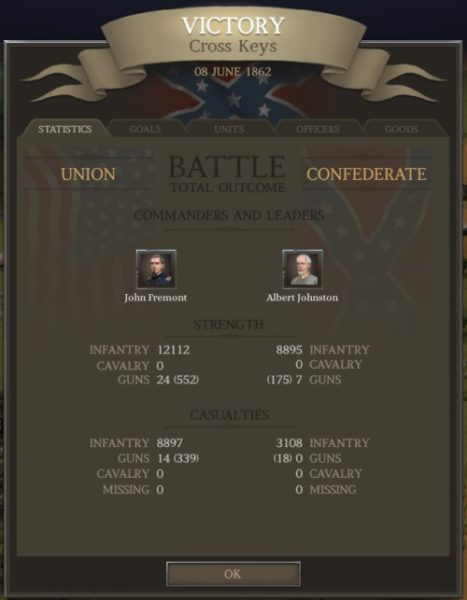 VICTORY
Cross Keys
08 JUNE 1862
STATISTICS GOALS UNITS OFFICERS GOODS
UNION BATTLE CONFEDERATE
TOTAL OUTCOME
COMMANDERS AND LEADERS
John Fremont Albert Johnston
STRENGTH
INFANTRY 12112 8895 INFANTRY
CAVALRY 0 0 CAVALRY
GUNS 24 (552) (175) 7 GUNS
CASUALTIES
INFANTRY 8897 3108 INFANTRY
GUNS 14 (339) (18) 0 GUNS
CAVALRY 0 0 CAVALRY
MISSING 0 0 MISSING
OK